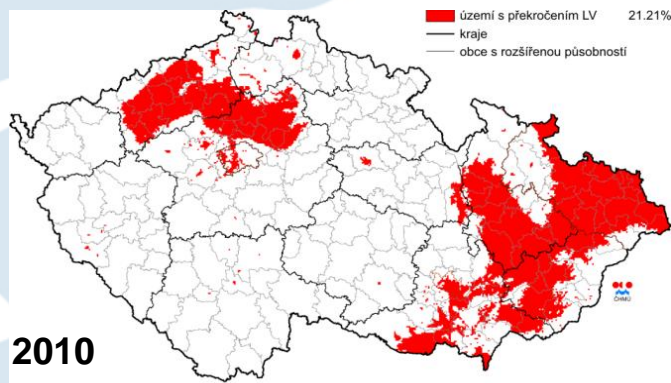 území s překročením LV 21.21%
kraje
obce s rozšířenou působností
ČHMÚ
2010